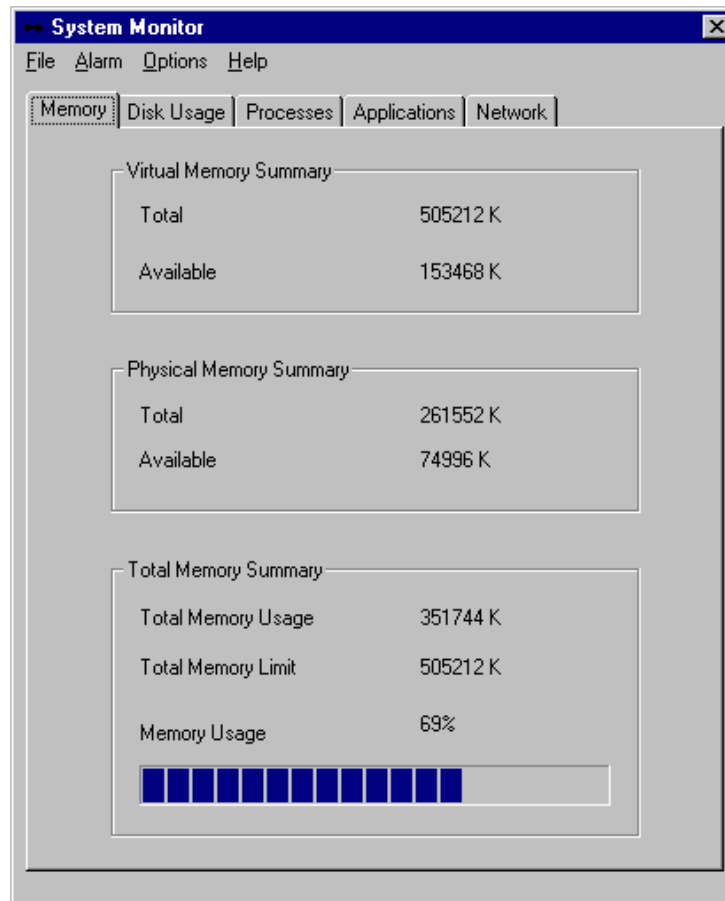 System Monitor
File Alarm Options Help
Memory Disk Usage Processes Applications Network
Virtual Memory Summary
Total 505212 K
Available 153468 K
Physical Memory Summary
Total 261552 K
Available 74996 K
Total Memory Summary
Total Memory Usage 351744 K
Total Memory Limit 505212 K
Memory Usage 69%